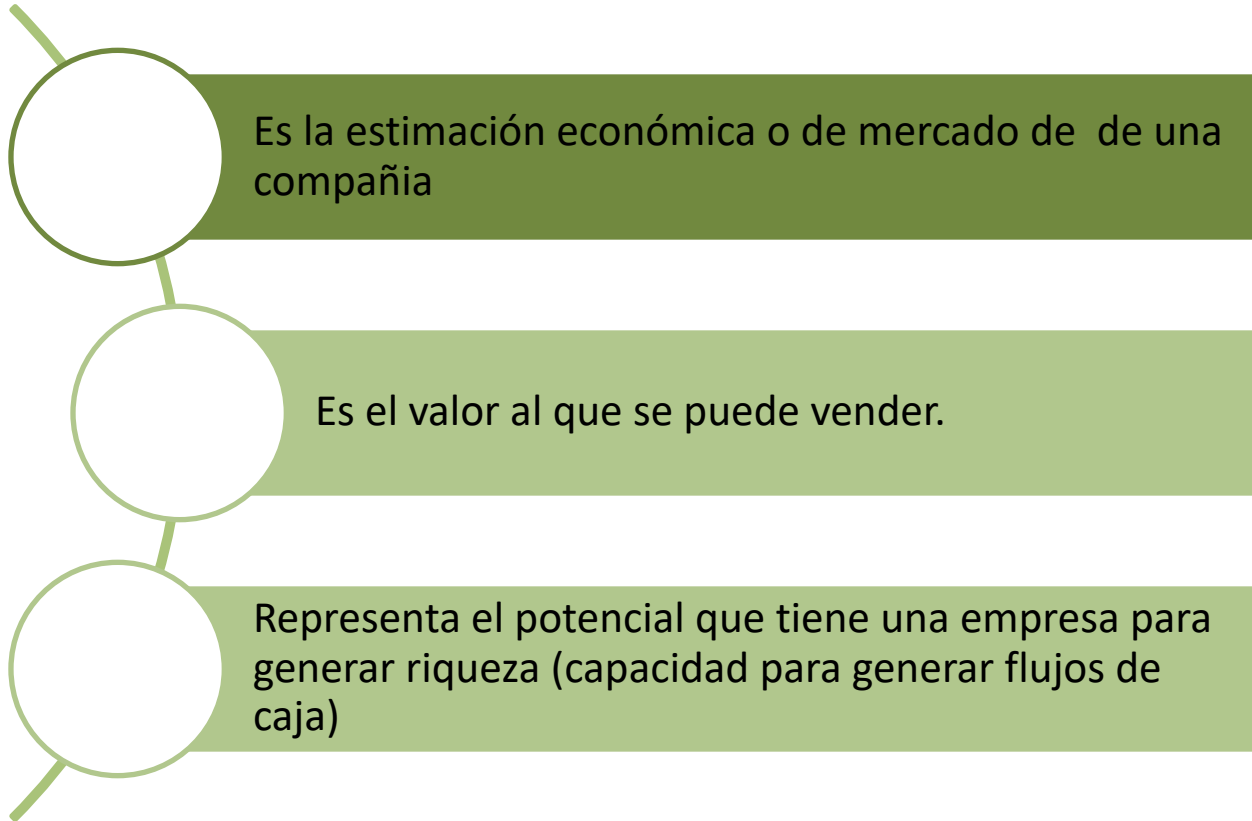 Es la estimación económica o de mercado de  de una
compañia
Es el valor al que se puede vender.
Representa el potencial que tiene una empresa para
generar riqueza (capacidad para generar flujos de
caja)